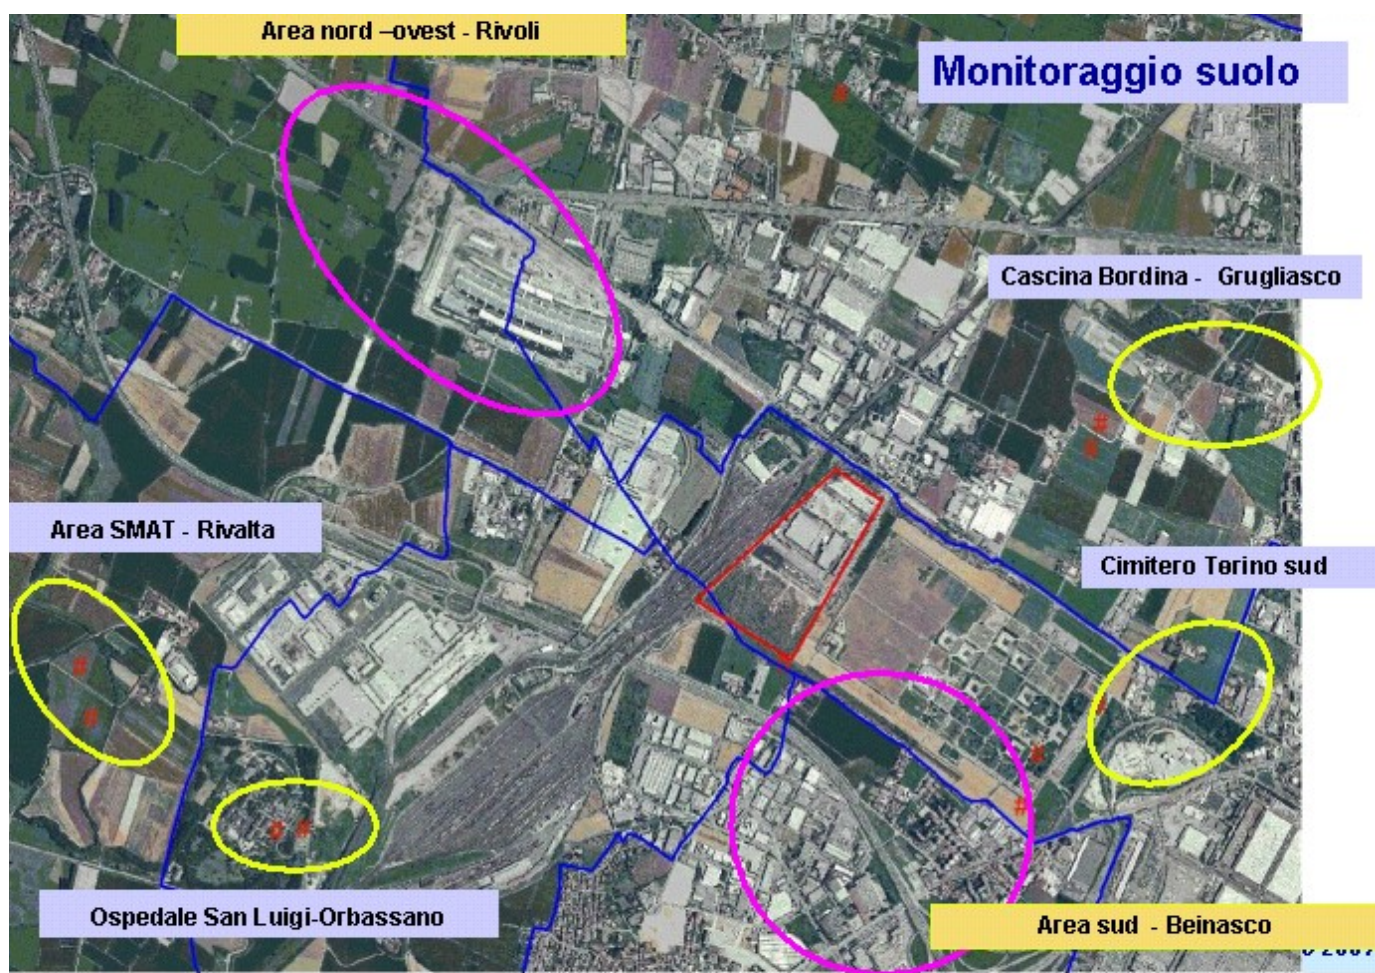 Area nord –ovest - Rivoli
Monitoraggio suolo
Cascina Bordina - Grugliasco
Area SMAT - Rivalta
Cimitero Torino sud
Ospedale San Luigi-Orbassano
Area sud - Beinasco